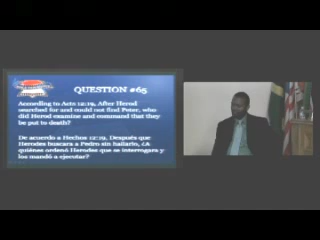 QUESTION #65
According to Acts 12:19, After Herod
searched for and could not find Peter, who
did Herod examine and command that they
be put to death?
De acuerdo a Hechos 12:19, Después que
Herodes buscara a Pedro sin hallarlo, ¿A
quiénes ordenó Herodes que se interrogara y
los mandó a ejecutar?